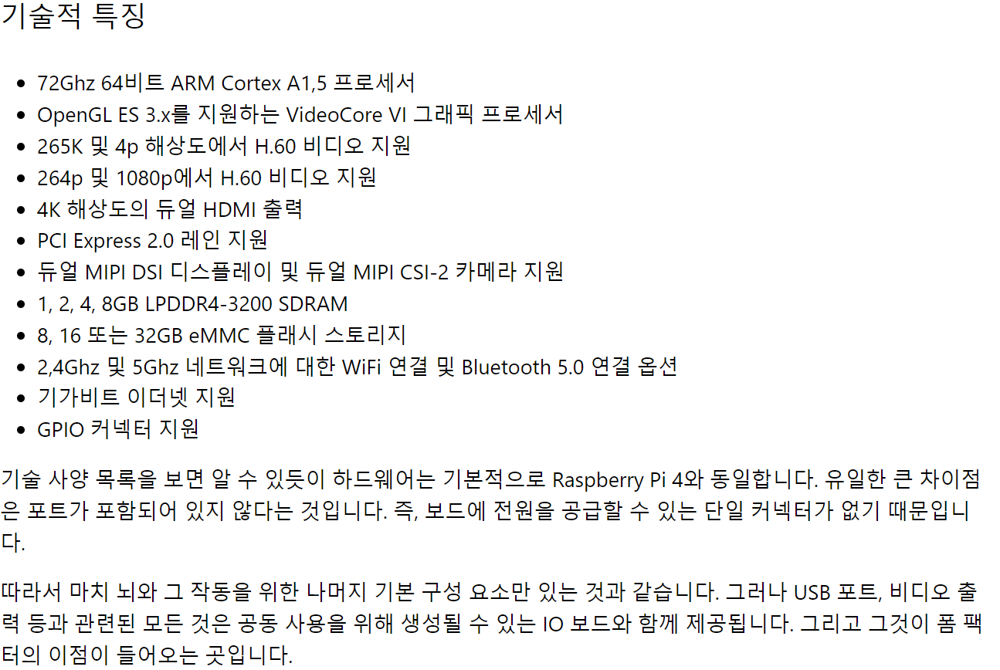 기술적 특징
• 72Ghz 64비트 ARM Cortex A1,5 프로세서
• OpenGL ES 3.x를 지원하는 VideoCore VI 그래픽 프로세서
• 265K 및 4p 해상도에서 H.60 비디오 지원
• 264p 및 1080p에서 H.60 비디오 지원
• 4K 해상도의 듀얼 HDMI 출력
• PCI Express 2.0 레인 지원
• 듀얼 MIPI DSI 디스플레이 및 듀얼 MIPI CSI-2 카메라 지원
• 1, 2, 4, 8GB LPDDR4-3200 SDRAM
• 8, 16 또는 32GB eMMC 플래시 스토리지
• 2,4Ghz 및 5Ghz 네트워크에 대한 WiFi 연결 및 Bluetooth 5.0 연결 옵션
• 기가비트 이더넷 지원
• GPIO 커넥터 지원
기술 사양 목록을 보면 알 수 있듯이 하드웨어는 기본적으로 Raspberry Pi 4와 동일합니다. 유일한 큰 차이점
은 포트가 포함되어 있지 않다는 것입니다. 즉, 보드에 전원을 공급할 수 있는 단일 커넥터가 없기 때문입니
다.
따라서 마치 뇌와 그 작동을 위한 나머지 기본 구성 요소만 있는 것과 같습니다. 그러나 USB 포트, 비디오 출
력 등과 관련된 모든 것은 공동 사용을 위해 생성될 수 있는 IO 보드와 함께 제공됩니다. 그리고 그것이 폼 팩
터의 이점이 들어오는 곳입니다.